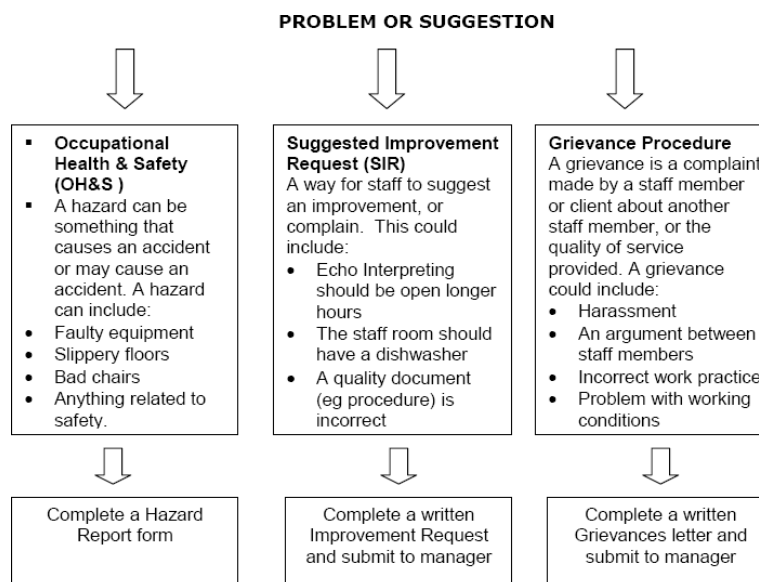 PROBLEM OR SUGGESTION
▪ Occupational
Health & Safety
(OH&S )
▪ A hazard can be
something that
causes an accident
or may cause an
accident. A hazard
can include:
• Faulty equipment
• Slippery floors
• Bad chairs
• Anything related to
safety.
Suggested Improvement
Request (SIR)
A way for staff to suggest
an improvement, or
complain. This could
include:
• Echo Interpreting
should be open longer
hours
• The staff room should
have a dishwasher
• A quality document
(eg procedure) is
incorrect
Grievance Procedure
A grievance is a complaint
made by a staff member
or client about another
staff member, or the
quality of service
provided. A grievance
could include:
• Harassment
• An argument between
staff members
• Incorrect work practice
• Problem with working
conditions
Complete a Hazard
Report form
Complete a written
Improvement Request
and submit to manager
Complete a written
Grievances letter and
submit to manager